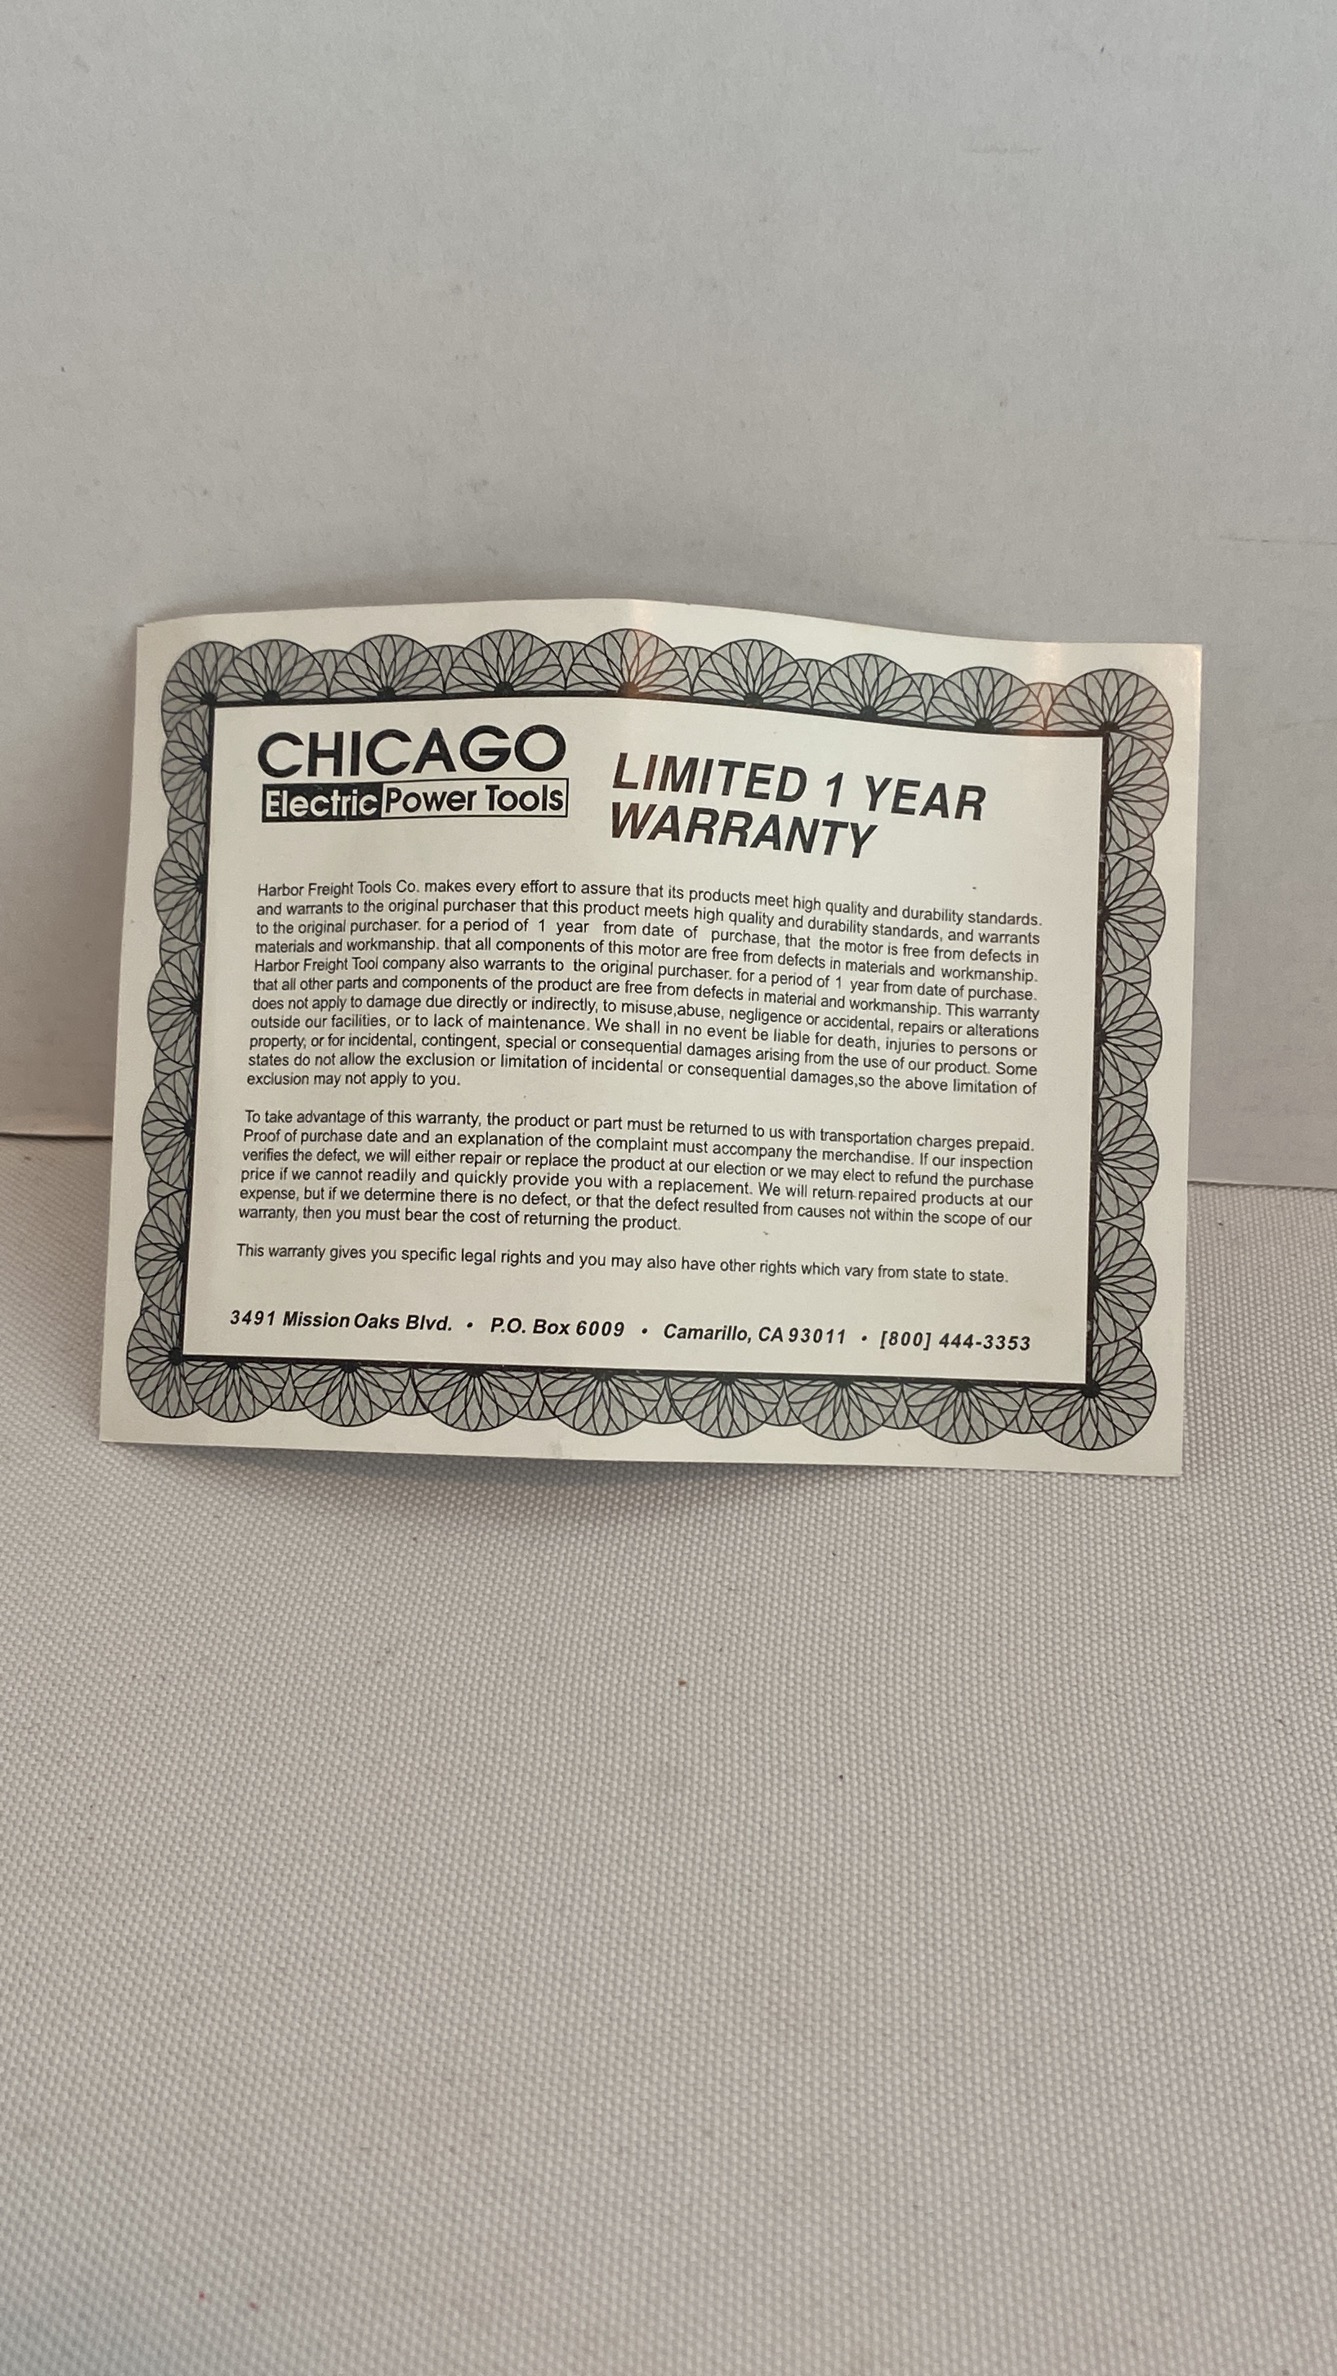 CHICAGO
Electric Power Tools
LIMITED 1 YEAR
WARRANTY
Harbor Freight Tools Co. makes every effort to assure that its products meet high quality and durability standards.
and warrants to the original purchaser that this product meets high quality and durability standards, and warrants
to the original purchaser. for a period of 1 year from date of purchase, that the motor is free from defects in
materials and workmanship. that all components of this motor are free from defects in materials and workmanship.
Harbor Freight Tool company also warrants to the original purchaser. for a period of 1 year from date of purchase.
that all other parts and components of the product are free from defects in material and workmanship. This warranty
does not apply to damage due directly or indirectly, to misuse,abuse, negligence or accidental, repairs or alterations
outside our facilities, or to lack of maintenance. We shall in no event be liable for death, injuries to persons or
property, or for incidental, contingent, special or consequential damages arising from the use of our product. Some
states do not allow the exclusion or limitation of incidental or consequential damages,so the above limitation of
exclusion may not apply to you.
To take advantage of this warranty, the product or part must be returned to us with transportation charges prepaid.
Proof of purchase date and an explanation of the complaint must accompany the merchandise. If our inspection
verifies the defect, we will either repair or replace the product at our election or we may elect to refund the purchase
price if we cannot readily and quickly provide you with a replacement. We will return repaired products at our
expense, but if we determine there is no defect, or that the defect resulted from causes not within the scope of our
warranty, then you must bear the cost of returning the product.
This warranty gives you specific legal rights and you may also have other rights which vary from state to state.
3491 Mission Oaks Blvd. • P.O. Box 6009 • Camarillo, CA 93011 • [800] 444-3353